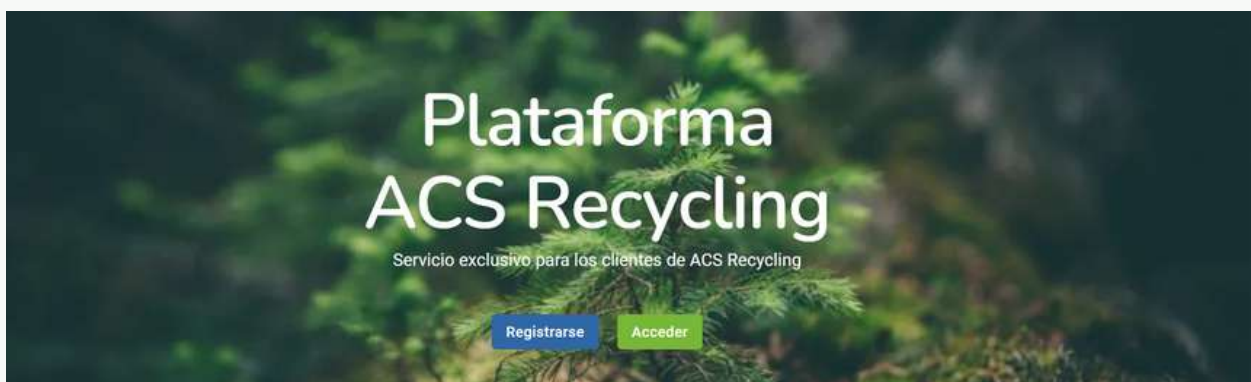 Plataforma
ACS Recycling
Servicio exclusivo para los clientes de ACS Recycling
Registrarse Acceder